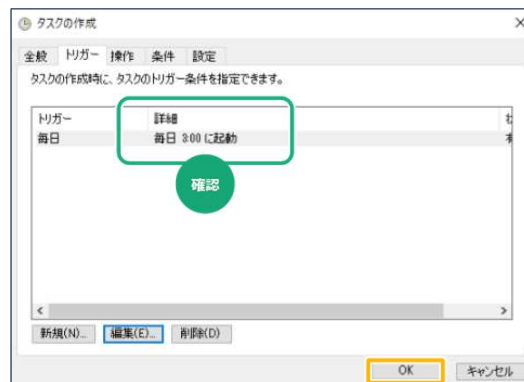 タスクの作成
全般 トリガー 操作 条件 設定
タスクの作成時に、タスクのトリガー条件を指定できます。
トリガー 詳細
毎日 毎日 3:00 に起動
確認
新規(N)... 編集(E)... 削除(D)
OK キャンセル